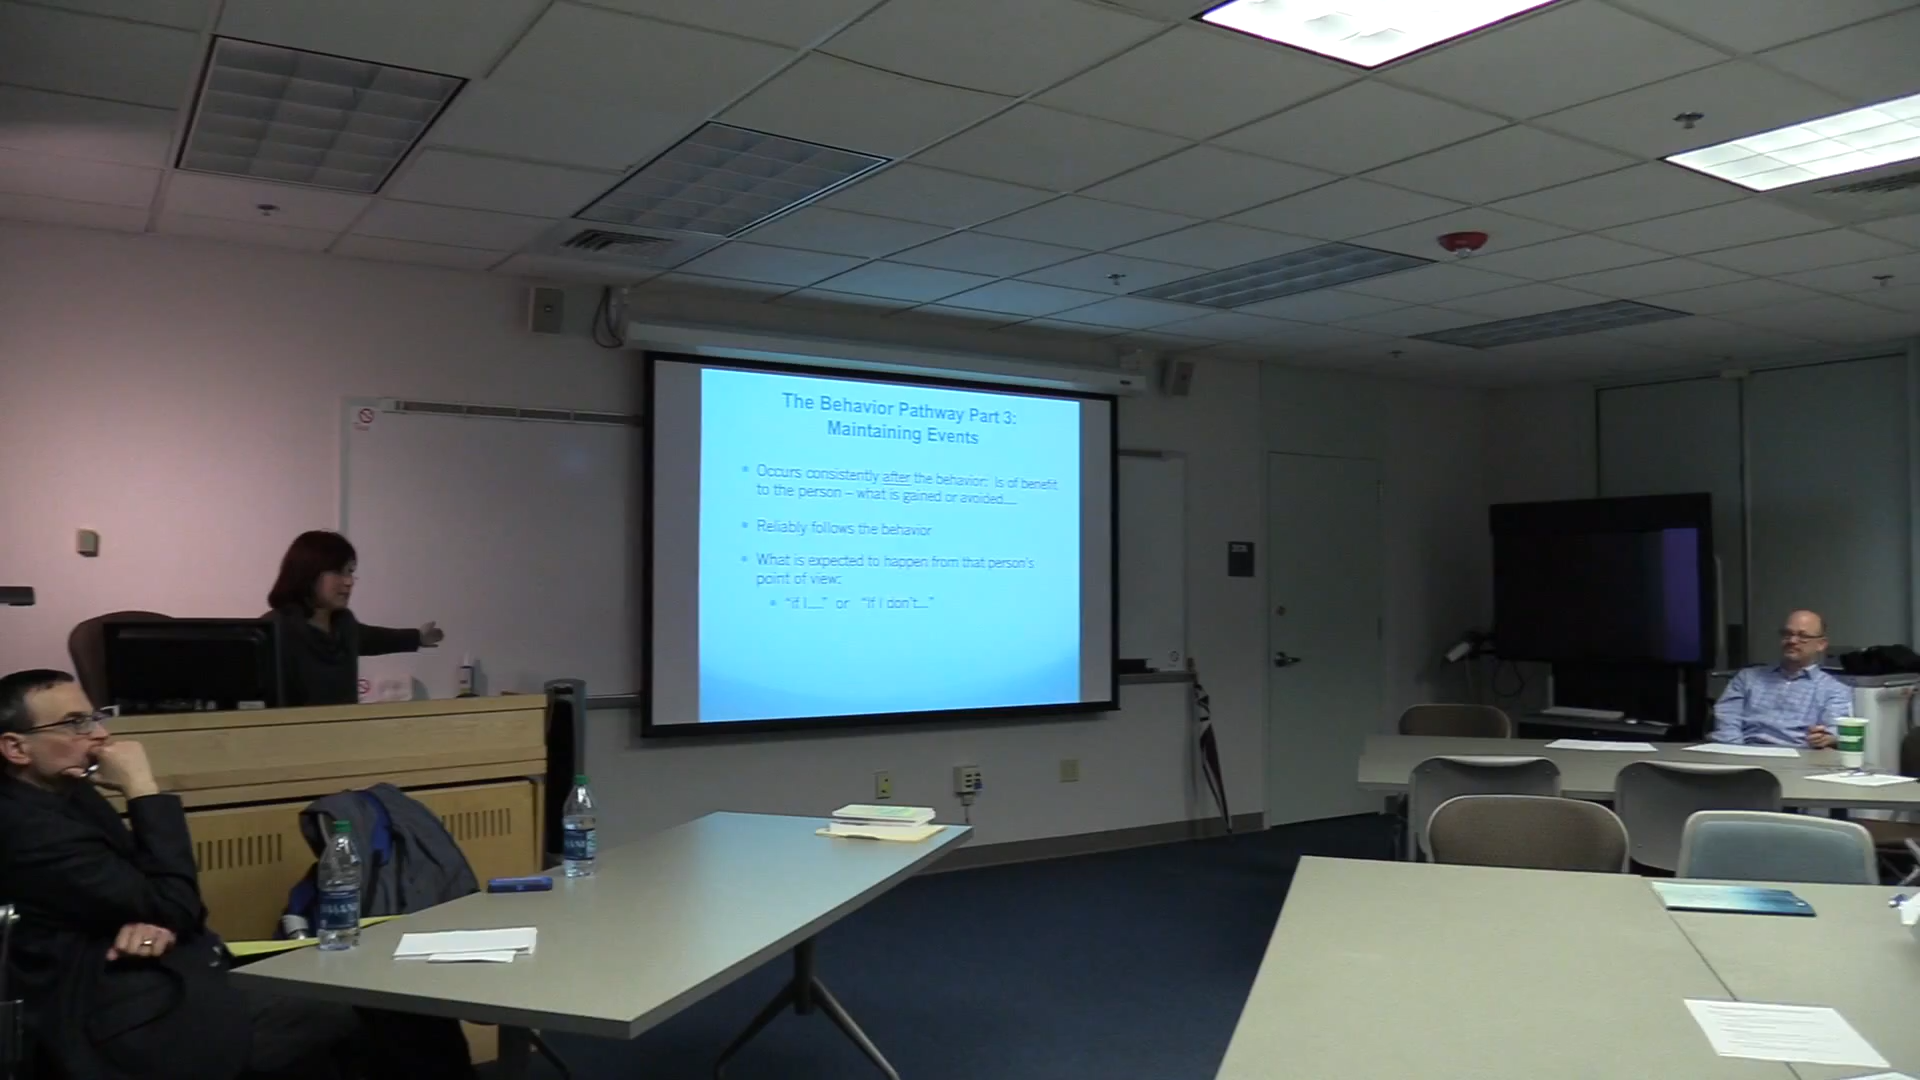 The Behavior Pathway Part 3:
Maintaining Events
• Occurs consistently after the behavior: Is of benefit
to the person – what is gained or avoided.....
• Reliably follows the behavior
• What is expected to happen from that person's
point of view:
• "if I....." or "If I don't...."